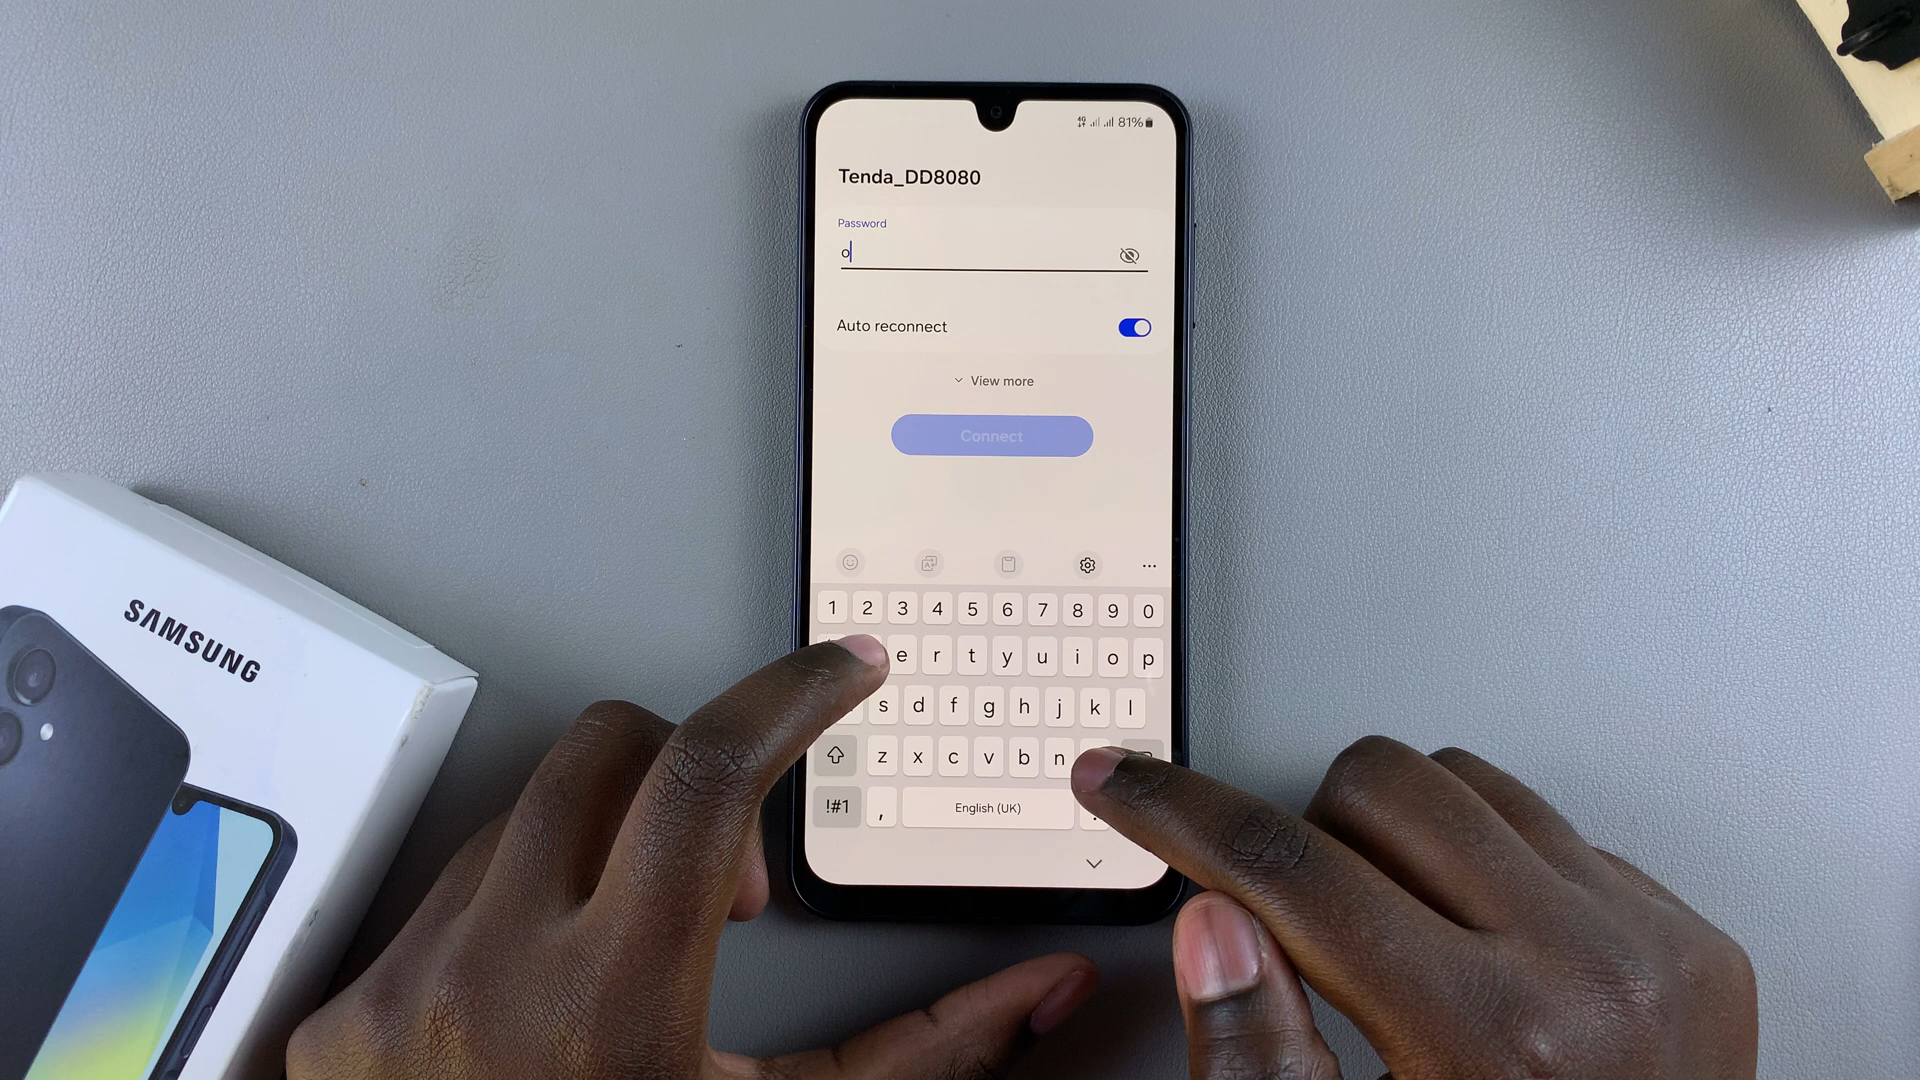 4G 81%
Tenda_DD8080
Password
o
Auto reconnect
View more
Connect
1 2 3 4 5 6 7 8 9 0
e r t y u i o p
s d f g h j k l
z x c v b n
!#1 , English (UK) .
SAMSUNG